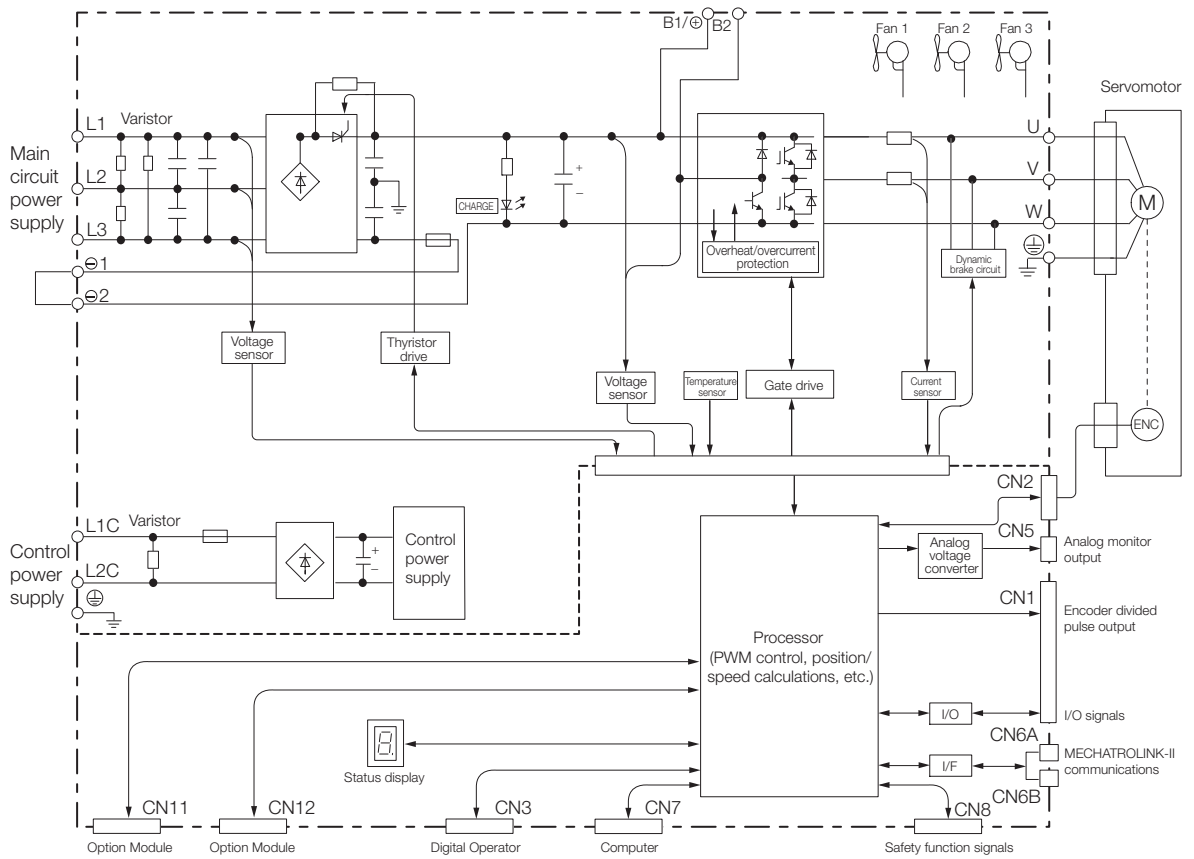 B1/⊕ B2
Fan 1 Fan 2 Fan 3
Servomotor
Main
circuit
power
supply
L1
Varistor
L2
L3
⊖1
⊖2
CHARGE
+
–
Overheat/overcurrent
protection
U
V
W
M
Dynamic
brake circuit
Voltage
sensor
Thyristor
drive
Voltage
sensor
Temperature
sensor
Gate drive
Current
sensor
ENC
Control
power
supply
L1C
Varistor
L2C
+
–
Control
power
supply
CN2
Analog
voltage
converter
CN5
Analog monitor
output
CN1
Encoder divided
pulse output
Processor
(PWM control, position/
speed calculations, etc.)
I/O
I/O signals
CN6A
I/F
MECHATROLINK-II
communications
CN6B
8.
Status display
CN11
CN12
CN3
CN7
CN8
Option Module
Option Module
Digital Operator
Computer
Safety function signals